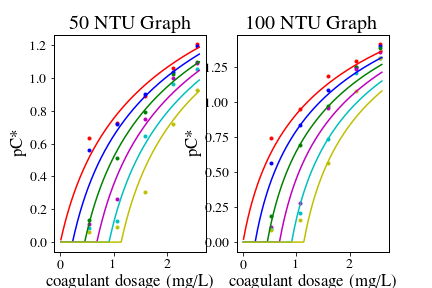 50 NTU Graph
100 NTU Graph
pC*
1.2
1.0
0.8
0.6
0.4
0.2
0.0
0 1 2
coagulant dosage (mg/L)
pC*
1.25
1.00
0.75
0.50
0.25
0.00
0 1 2
coagulant dosage (mg/L)